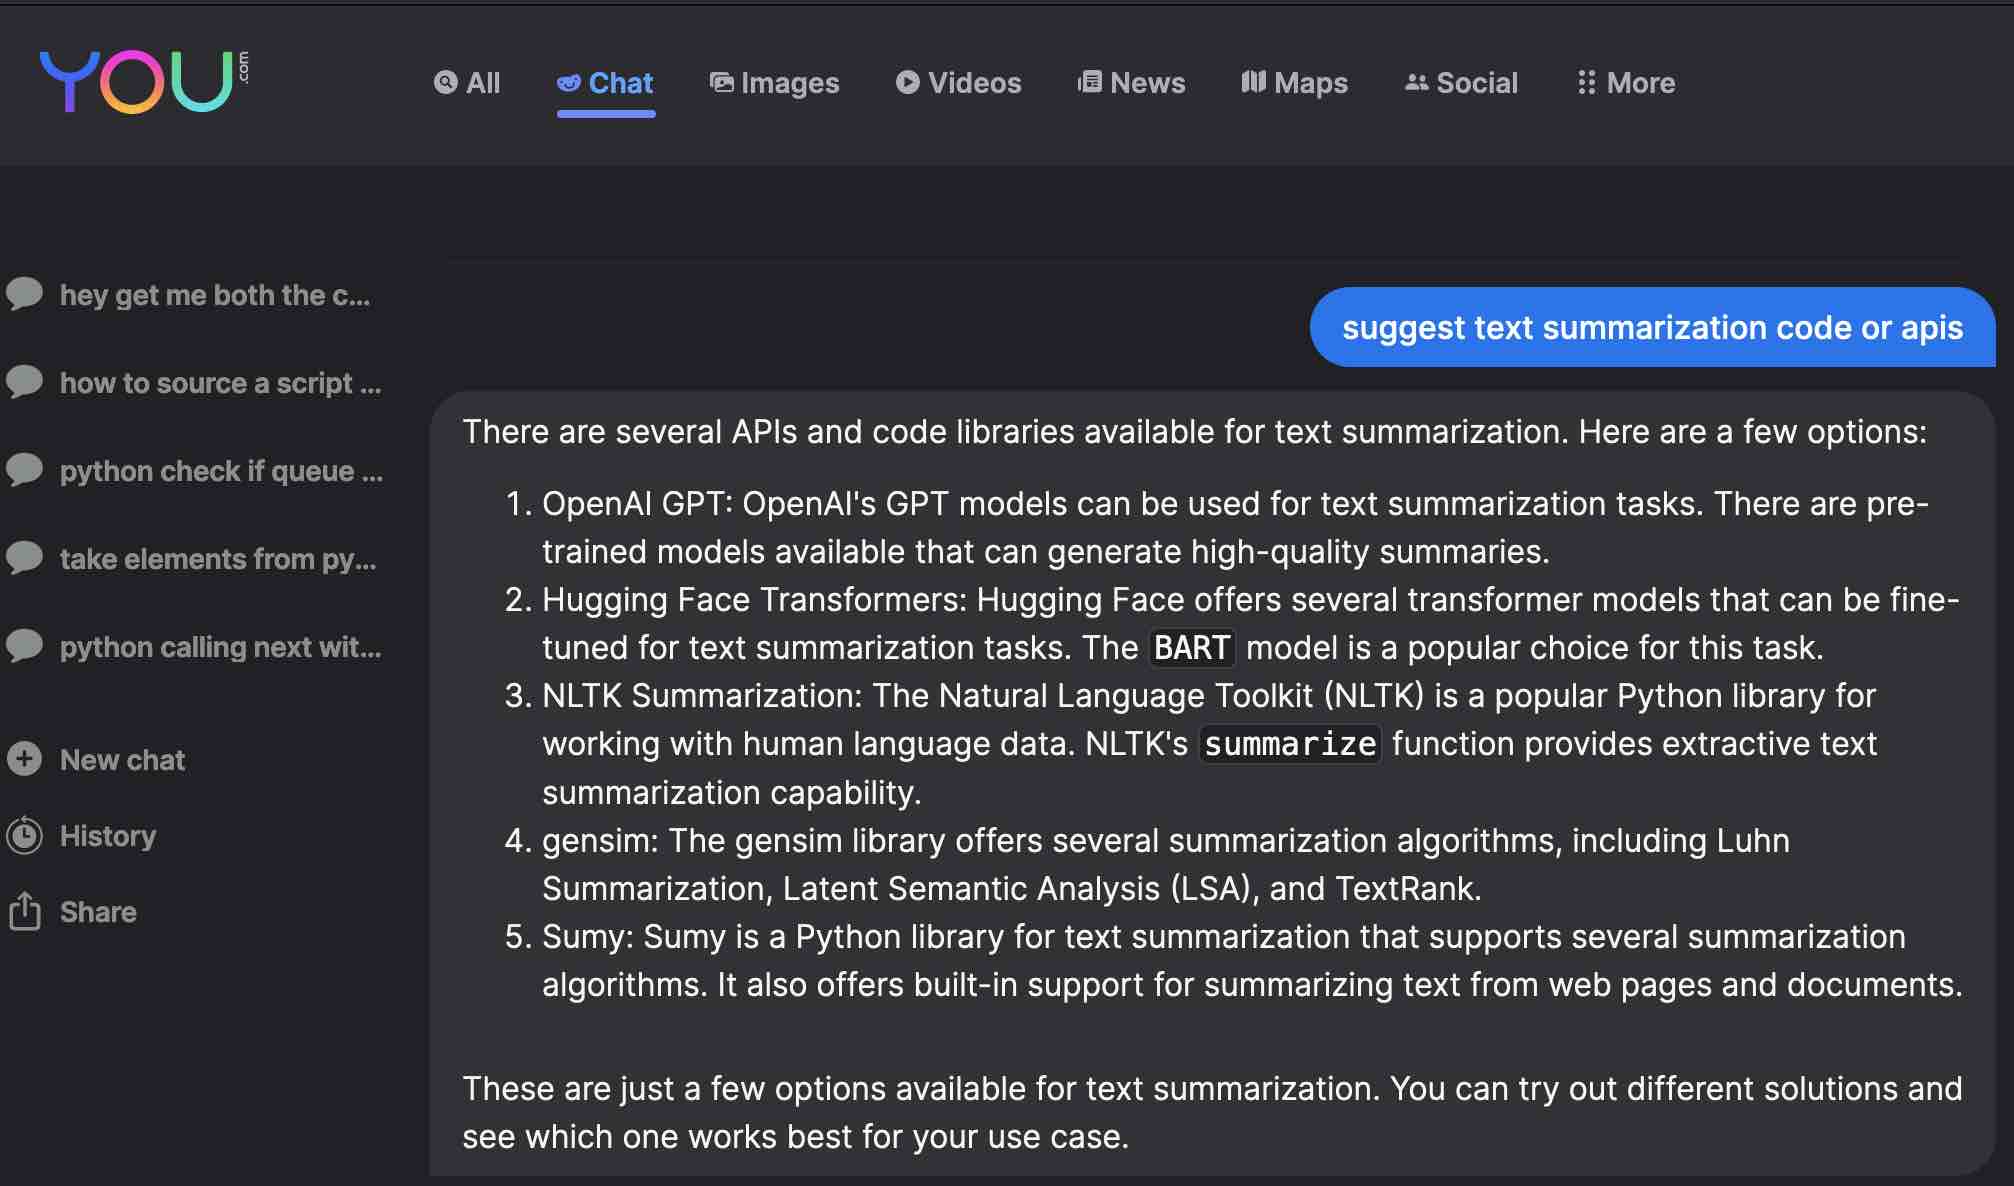 YOU.com
All Chat Images Videos News Maps Social More
hey get me both the c...
how to source a script ...
python check if queue ...
take elements from py...
python calling next wit...
New chat
History
Share
suggest text summarization code or apis
There are several APIs and code libraries available for text summarization. Here are a few options:
1. OpenAI GPT: OpenAI's GPT models can be used for text summarization tasks. There are pre-
trained models available that can generate high-quality summaries.
2. Hugging Face Transformers: Hugging Face offers several transformer models that can be fine-
tuned for text summarization tasks. The BART model is a popular choice for this task.
3. NLTK Summarization: The Natural Language Toolkit (NLTK) is a popular Python library for
working with human language data. NLTK's summarize function provides extractive text
summarization capability.
4. gensim: The gensim library offers several summarization algorithms, including Luhn
Summarization, Latent Semantic Analysis (LSA), and TextRank.
5. Sumy: Sumy is a Python library for text summarization that supports several summarization
algorithms. It also offers built-in support for summarizing text from web pages and documents.
These are just a few options available for text summarization. You can try out different solutions and
see which one works best for your use case.